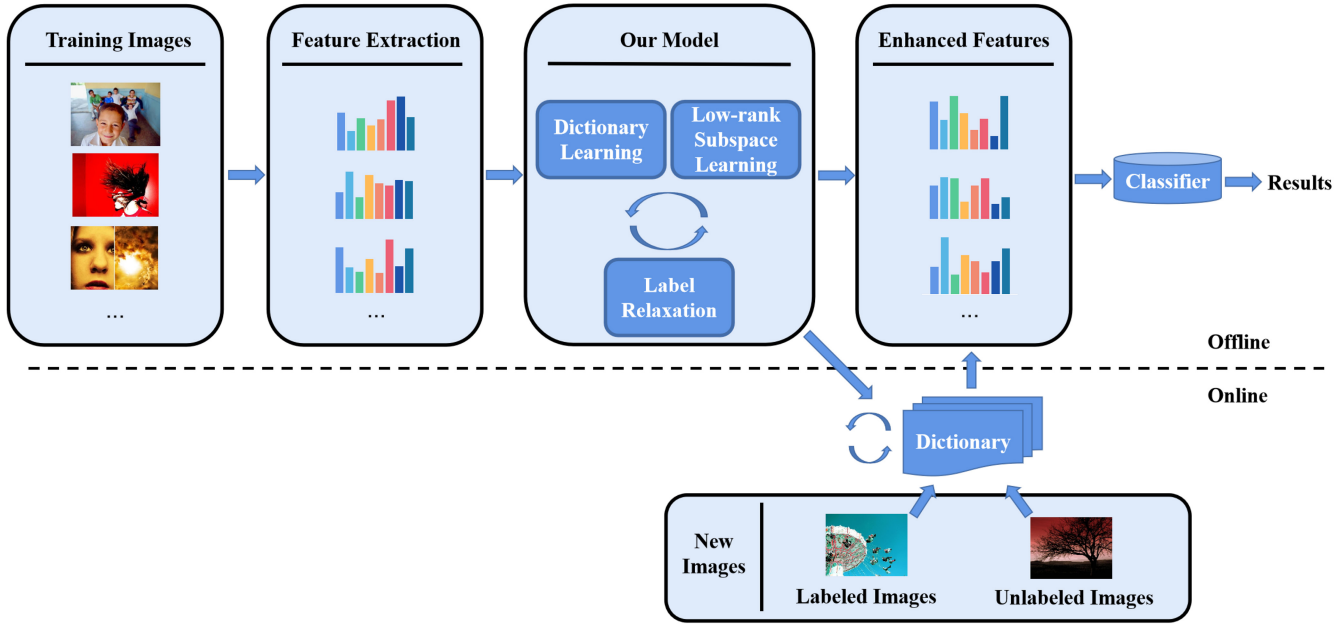 Training Images
...
Feature Extraction
...
Our Model
Dictionary
Learning
Low-rank
Subspace
Learning
Label
Relaxation
Enhanced Features
...
Classifier
Results
Offline
Online
Dictionary
New
Images
Labeled Images
Unlabeled Images